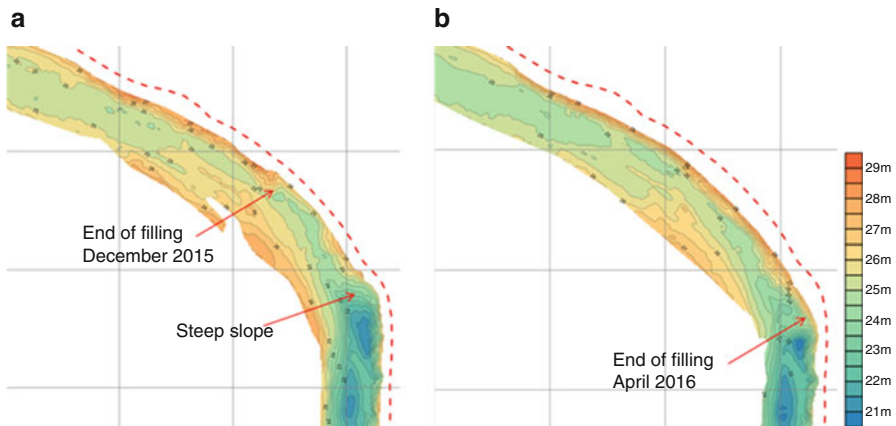 a
b
End of filling
December 2015
Steep slope
End of filling
April 2016
29m
28m
27m
26m
25m
24m
23m
22m
21m